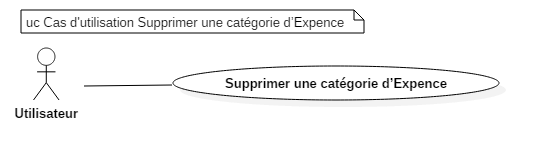 uc Cas d’utilisation Supprimer une catégorie d’Expence
Supprimer une catégorie d’Expence
Utilisateur